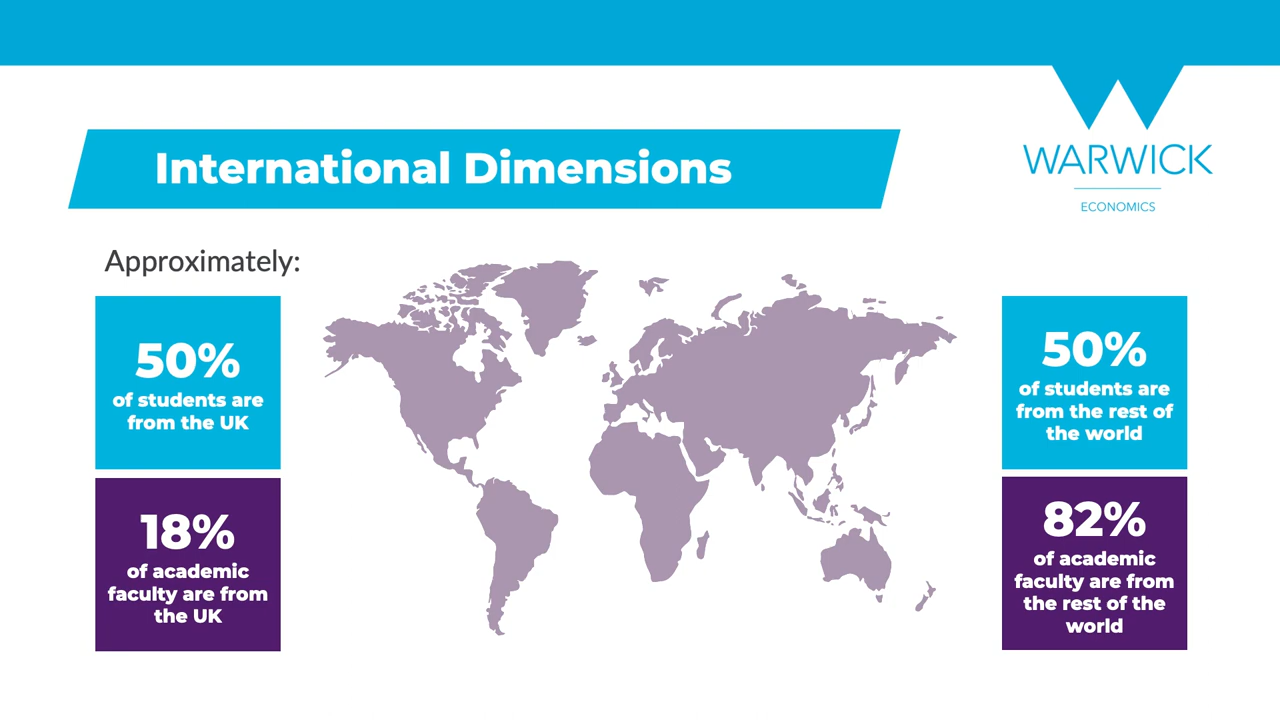 WARWICK
ECONOMICS
International Dimensions
Approximately:
50%
of students are
from the UK
18%
of academic
faculty are from
the UK
50%
of students are
from the rest of
the world
82%
of academic
faculty are from
the rest of the
world